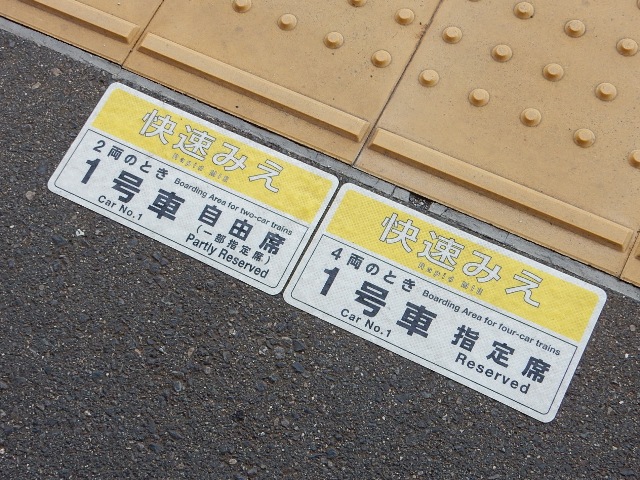 快速みえ
2両のとき Boarding Area for two-car trains
1号車 自由席
Car No.1 (一部指定席)
Partly Reserved
快速みえ
4両のとき Boarding Area for four-car trains
1号車 指定席
Car No.1 Reserved